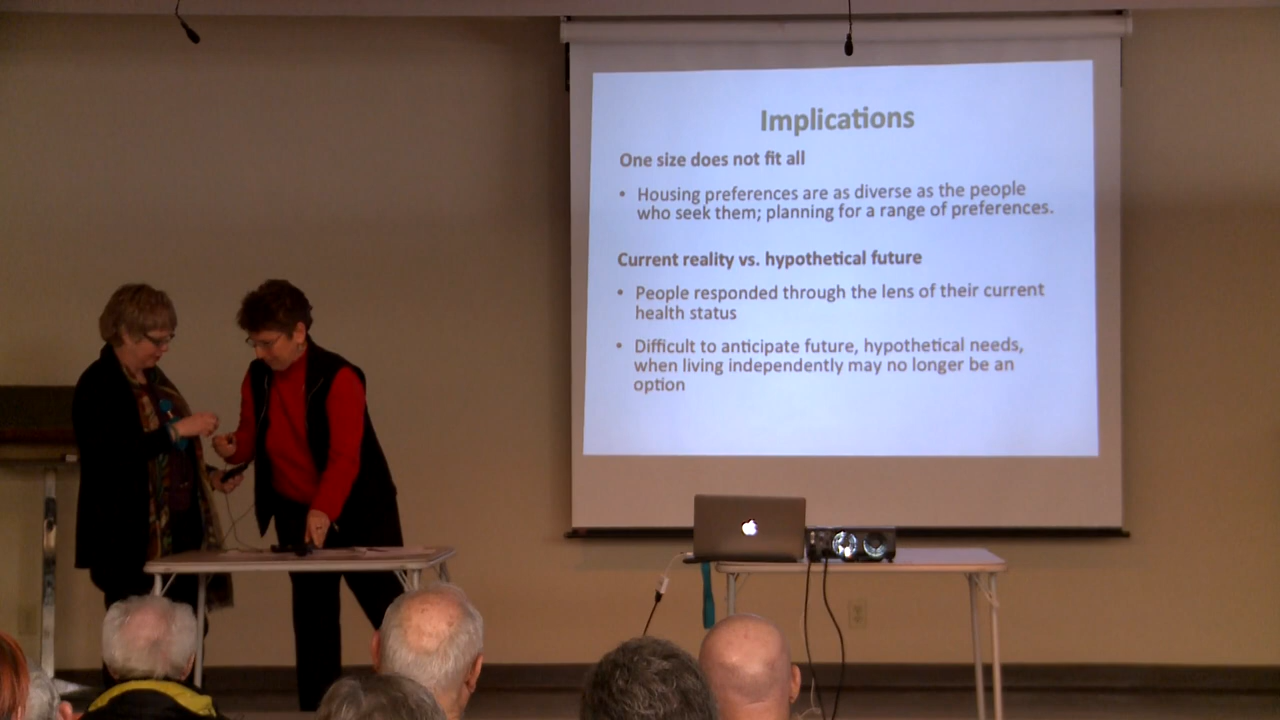 Implications
One size does not fit all
• Housing preferences are as diverse as the people
who seek them; planning for a range of preferences.
Current reality vs. hypothetical future
• People responded through the lens of their current
health status
• Difficult to anticipate future, hypothetical needs,
when living independently may no longer be an
option